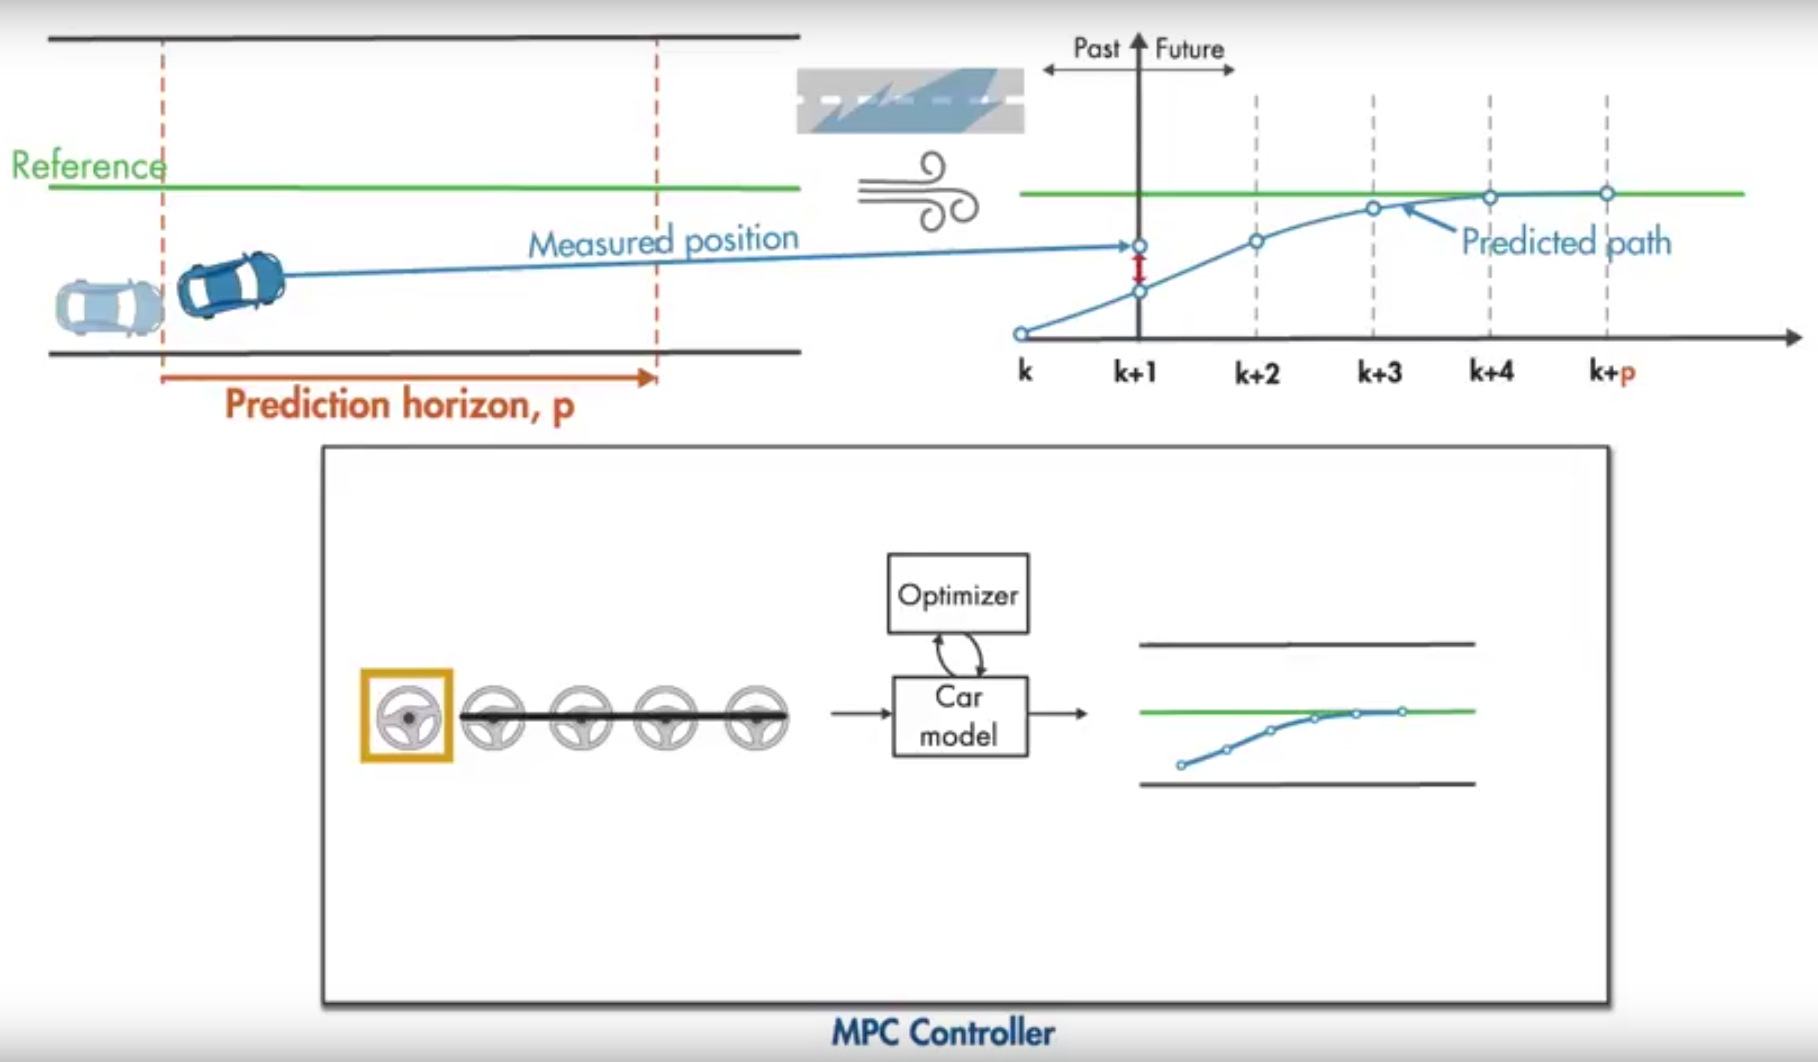 Past
Future
Reference
Measured position
Predicted path
k
k+1
k+2
k+3
k+4
k+p
Prediction horizon, p
Optimizer
Car
model
MPC Controller